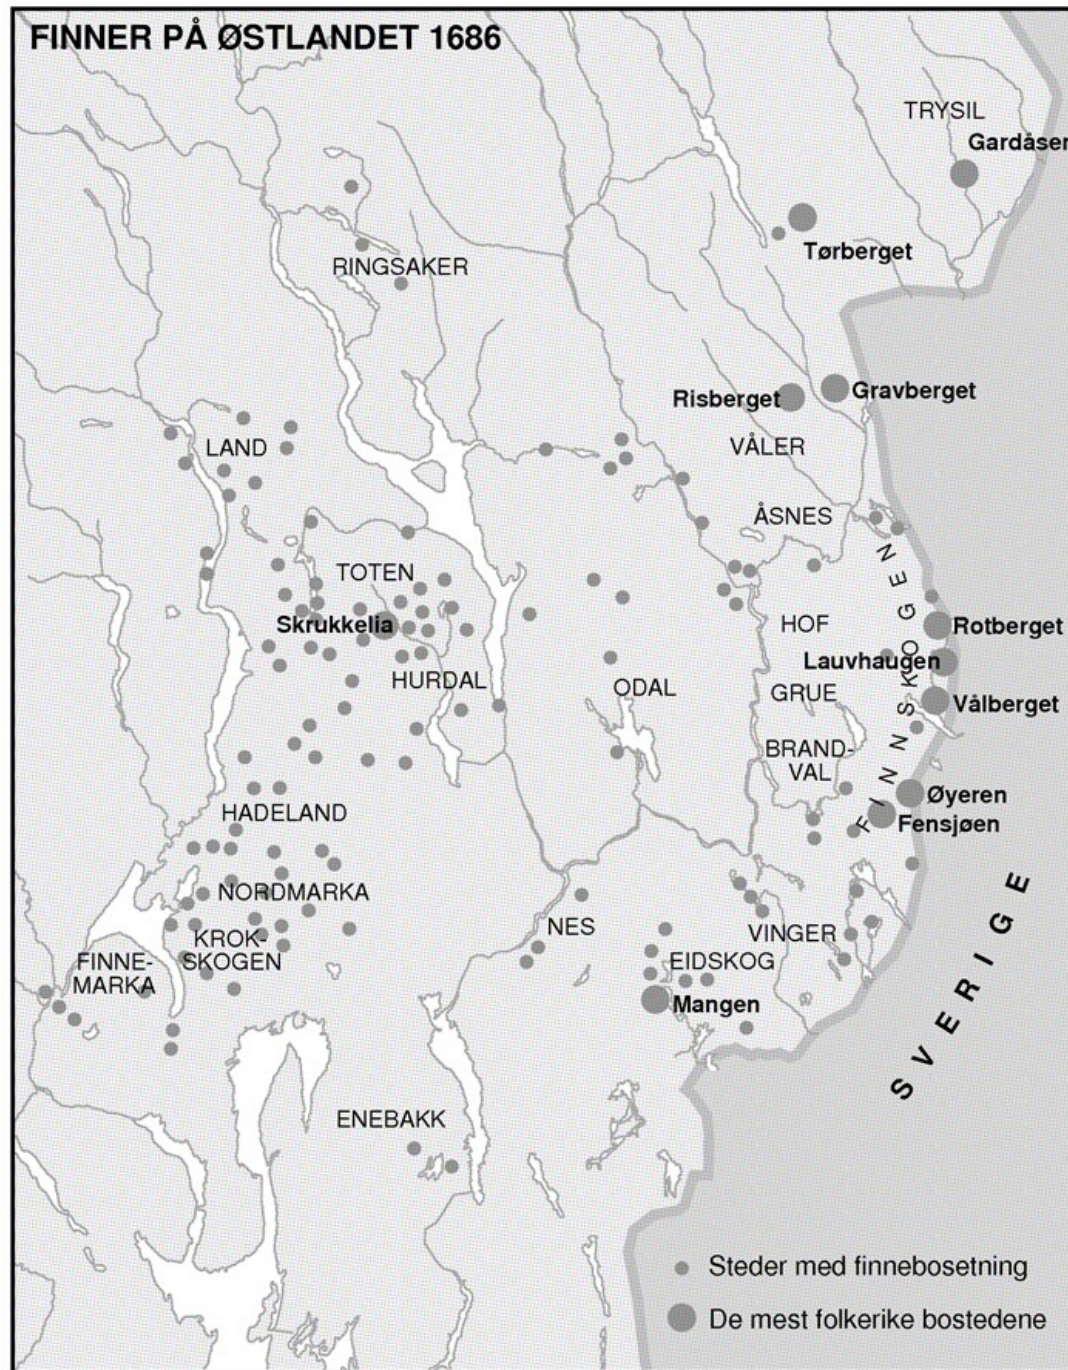 FINNER PÅ ØSTLANDET 1686
TRYSIL
Gardåsen
Tørberget
RINGSAKER
Risberget
Gravberget
VÅLER
LAND
ÅSNES
TOTEN
Skrukkelia
HOF
Rotberget
Lauvhaugen
HURDAL
ODAL
GRUE
Vålberget
FINNSKOGEN
BRAND-
VAL
Øyeren
Fensjøen
HADELAND
NORDMARKA
KROK-
SKOGEN
FINNE-
MARKA
NES
VINGER
EIDSKOG
Mangen
SVERIGE
ENEBAKK
Steder med finnebosetning
De mest folkerike bostedene